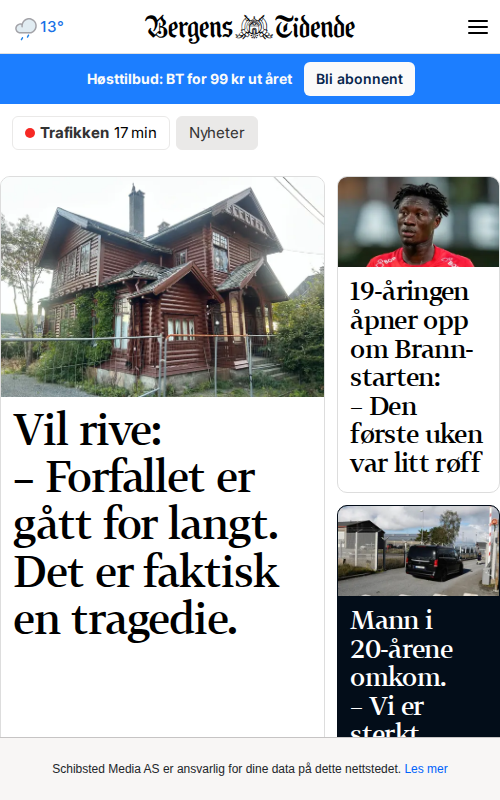 13°
Bergens Tidende
Høsttilbud: BT for 99 kr ut året
Bli abonnent
Trafikken 17 min
Nyheter
Vil rive:
– Forfallet er
gått for langt.
Det er faktisk
en tragedie.
19-åringen
åpner opp
om Brann-
starten:
– Den
første uken
var litt røff
Mann i
20-årene
omkom.
– Vi er
sterkt
Schibsted Media AS er ansvarlig for dine data på dette nettstedet. Les mer